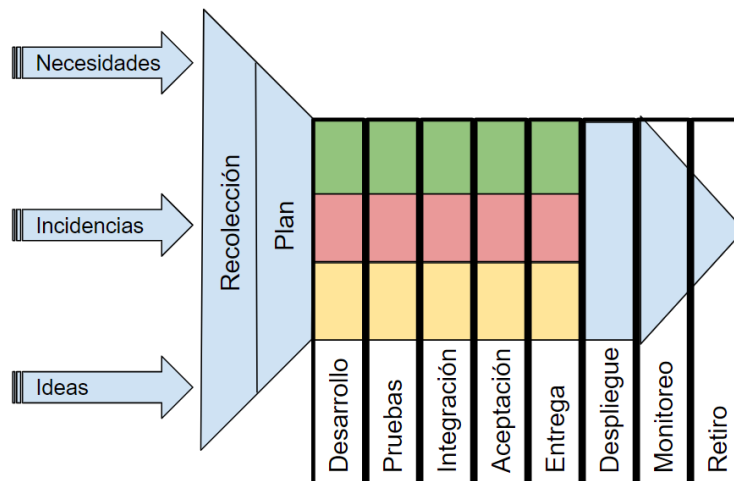 Necesidades
Incidencias
Ideas
Recolección
Plan
Desarrollo
Pruebas
Integración
Aceptación
Entrega
Despliegue
Monitoreo
Retiro